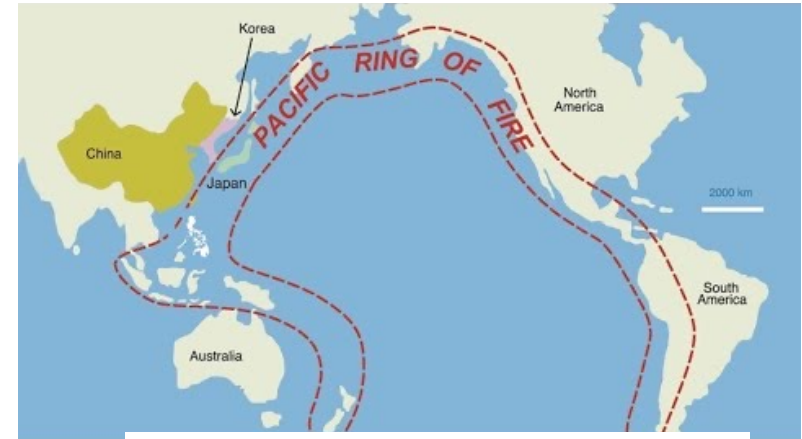 Korea
PACIFIC RING OF FIRE
North
America
China
Japan
2000 km
South
America
Australia